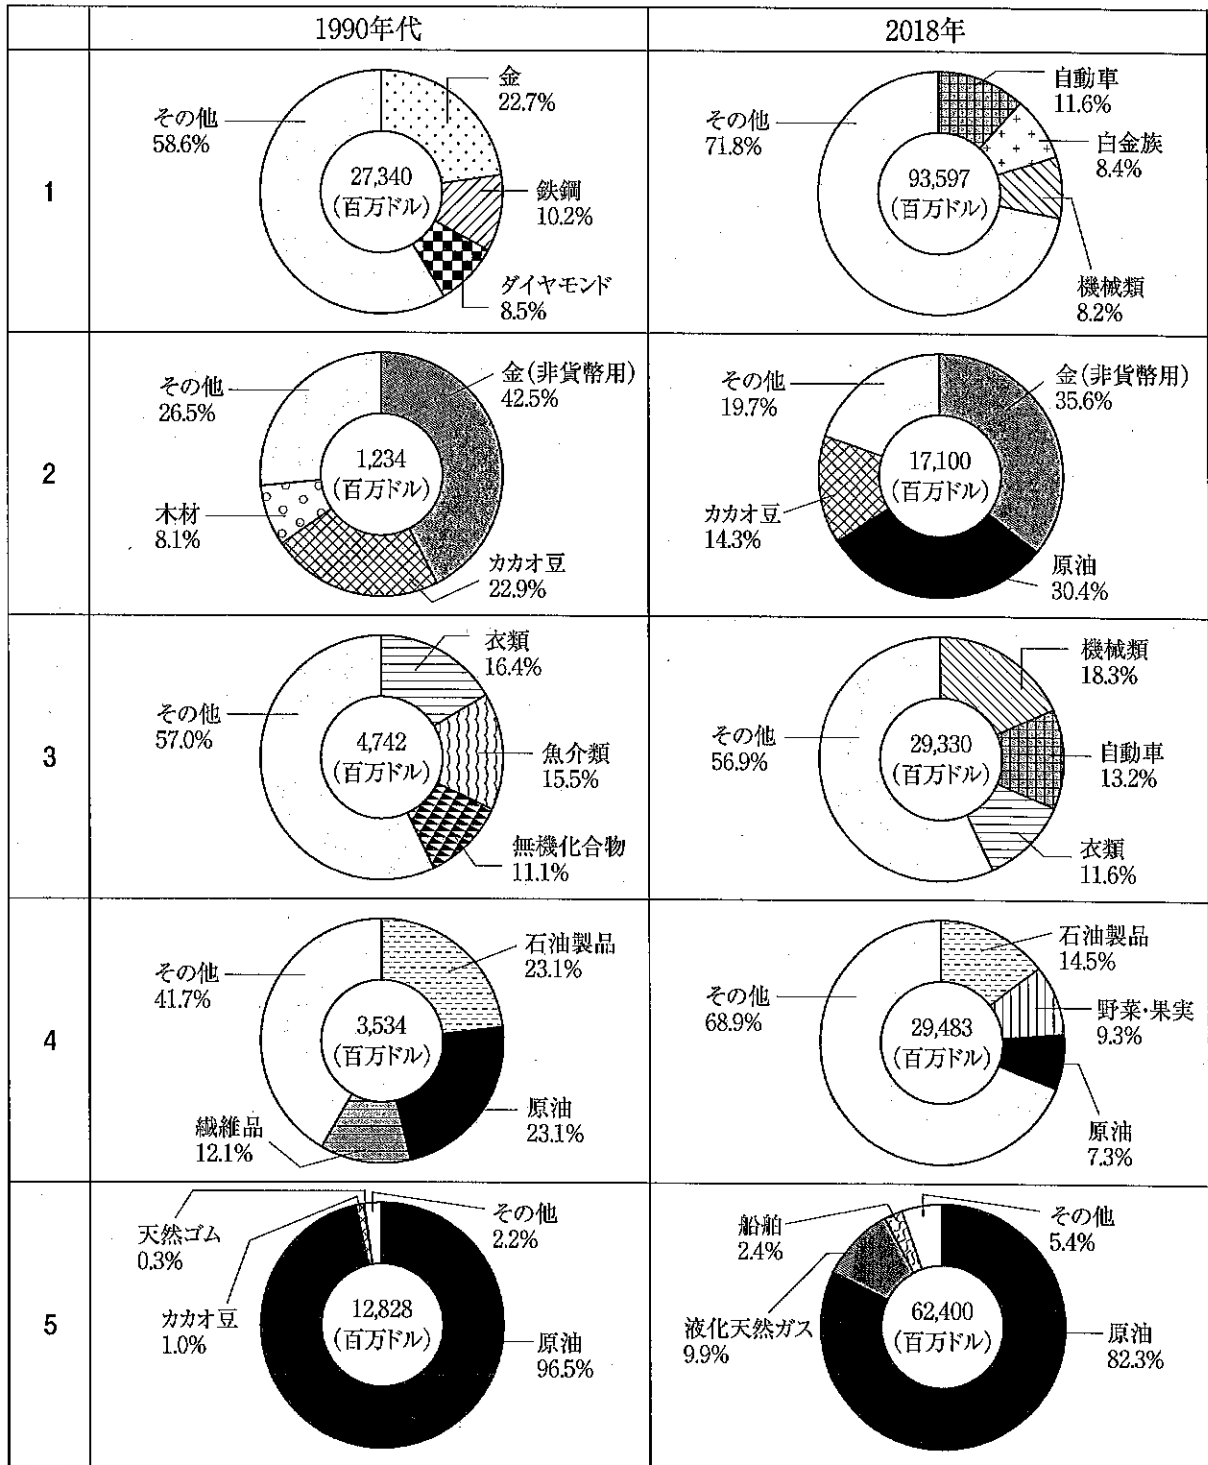 1990年代
2018年
1
その他
58.6%
金
22.7%
27,340
(百万ドル)
鉄鋼
10.2%
ダイヤモンド
8.5%
その他
71.8%
自動車
11.6%
白金族
8.4%
93,597
(百万ドル)
機械類
8.2%
2
その他
26.5%
金(非貨幣用)
42.5%
1,234
(百万ドル)
木材
8.1%
カカオ豆
22.9%
その他
19.7%
金(非貨幣用)
35.6%
17,100
(百万ドル)
カカオ豆
14.3%
原油
30.4%
3
衣類
16.4%
その他
57.0%
4,742
(百万ドル)
魚介類
15.5%
無機化合物
11.1%
機械類
18.3%
その他
56.9%
29,330
(百万ドル)
自動車
13.2%
衣類
11.6%
4
石油製品
23.1%
その他
41.7%
3,534
(百万ドル)
原油
23.1%
繊維品
12.1%
石油製品
14.5%
その他
68.9%
野菜・果実
9.3%
29,483
(百万ドル)
原油
7.3%
5
天然ゴム
0.3%
その他
2.2%
カカオ豆
1.0%
12,828
(百万ドル)
原油
96.5%
船舶
2.4%
その他
5.4%
液化天然ガス
9.9%
62,400
(百万ドル)
原油
82.3%